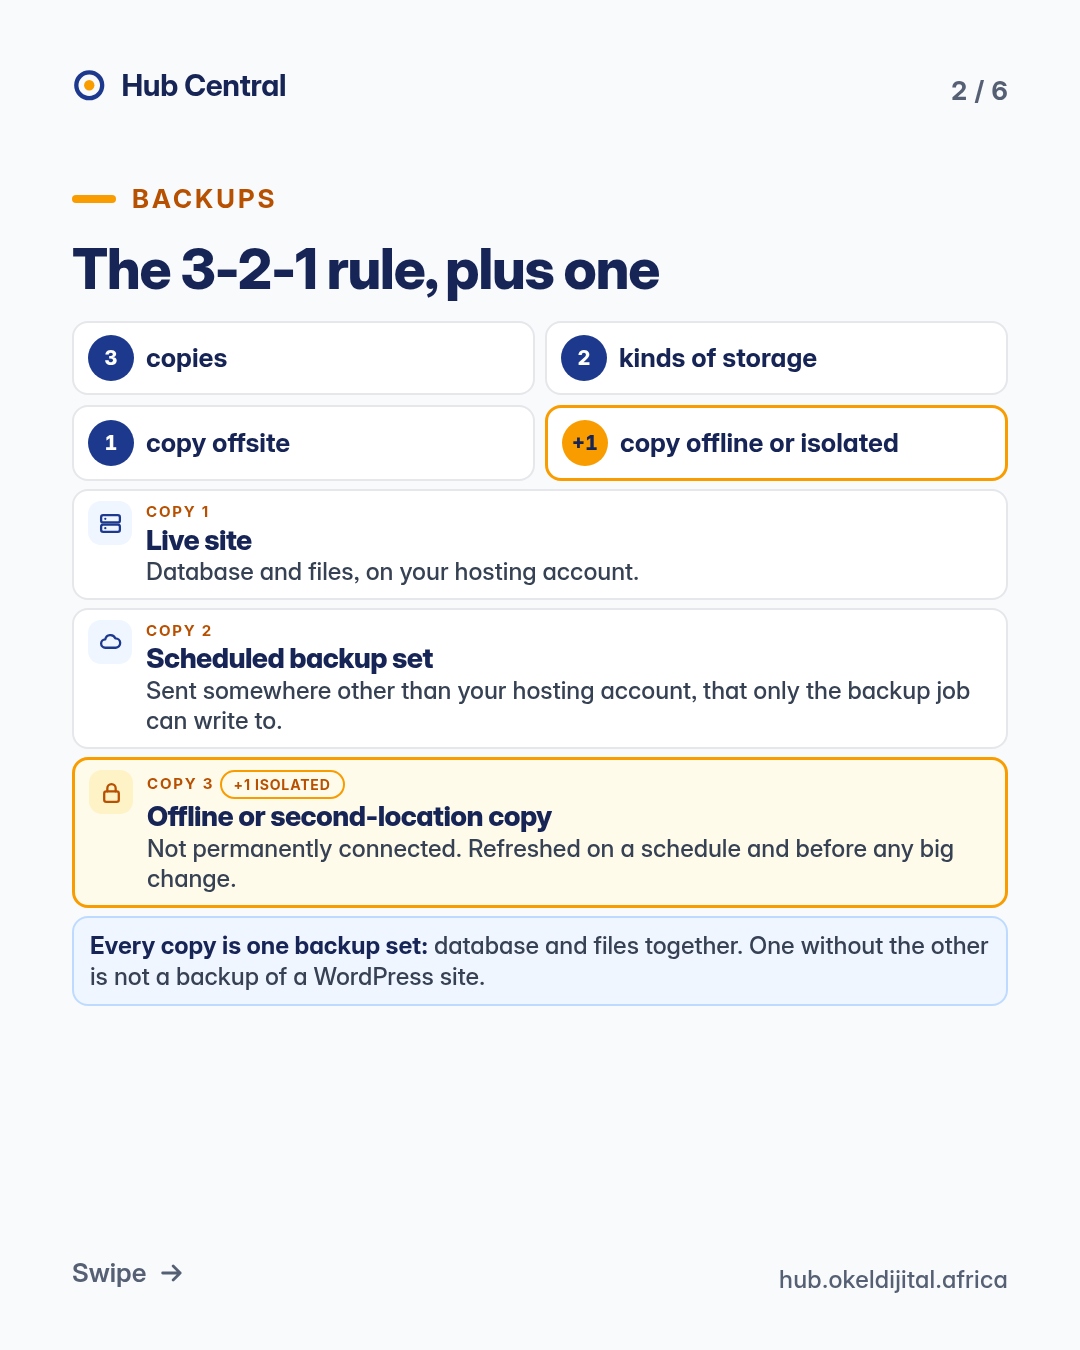 Hub Central
2 / 6
BACKUPS
The 3-2-1 rule, plus one
3 copies
2 kinds of storage
1 copy offsite
+1 copy offline or isolated
COPY 1
Live site
Database and files, on your hosting account.
COPY 2
Scheduled backup set
Sent somewhere other than your hosting account, that only the backup job
can write to.
COPY 3 +1 ISOLATED
Offline or second-location copy
Not permanently connected. Refreshed on a schedule and before any big
change.
Every copy is one backup set: database and files together. One without the other
is not a backup of a WordPress site.
Swipe →
hub.okeldijital.africa